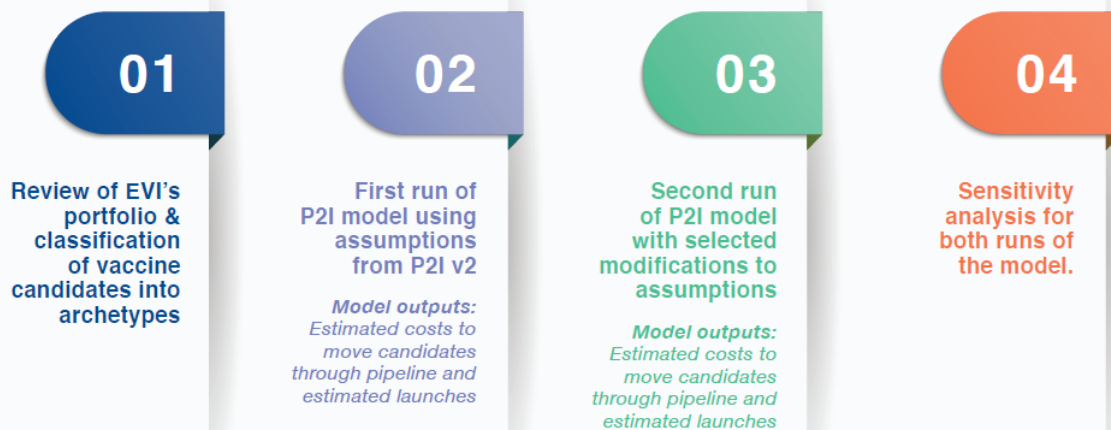 01
Review of EVI's
portfolio &
classification
of vaccine
candidates into
archetypes
02
First run of
P2I model using
assumptions
from P2I v2
Model outputs:
Estimated costs to
move candidates
through pipeline and
estimated launches
03
Second run
of P2I model
with selected
modifications to
assumptions
Model outputs:
Estimated costs to
move candidates
through pipeline and
estimated launches
04
Sensitivity
analysis for
both runs of
the model.